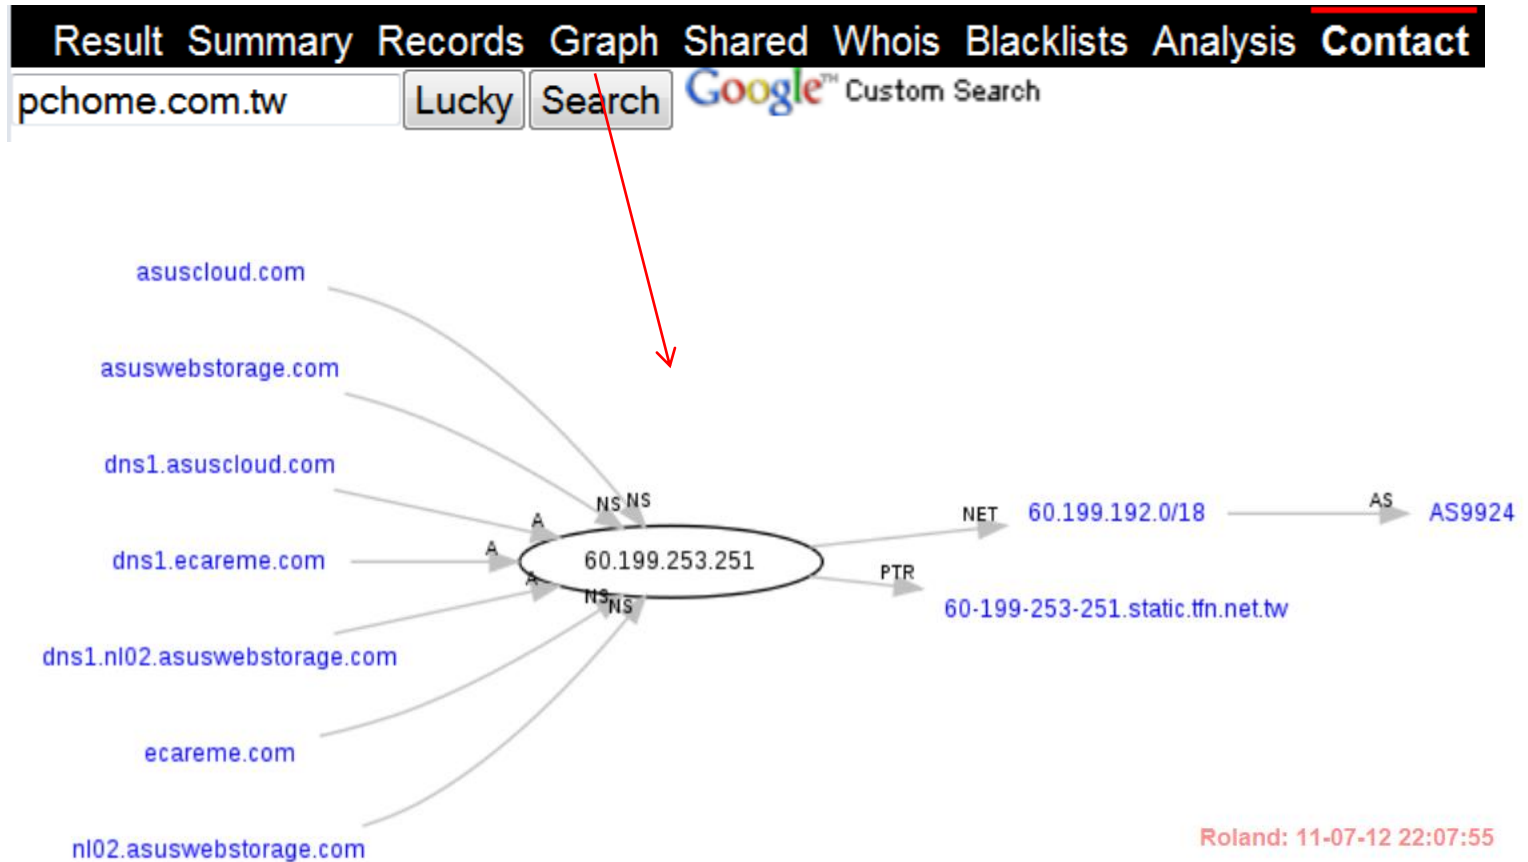 Result Summary Records Graph Shared Whois Blacklists Analysis Contact
pchome.com.tw Lucky Search Google™ Custom Search
asuscloud.com
asuswebstorage.com
dns1.asuscloud.com
NS NS
A
NET 60.199.192.0/18 AS AS9924
dns1.ecareme.com A 60.199.253.251
A PTR
NS NS
60-199-253-251.static.tfn.net.tw
dns1.nl02.asuswebstorage.com
ecareme.com
Roland: 11-07-12 22:07:55
nl02.asuswebstorage.com